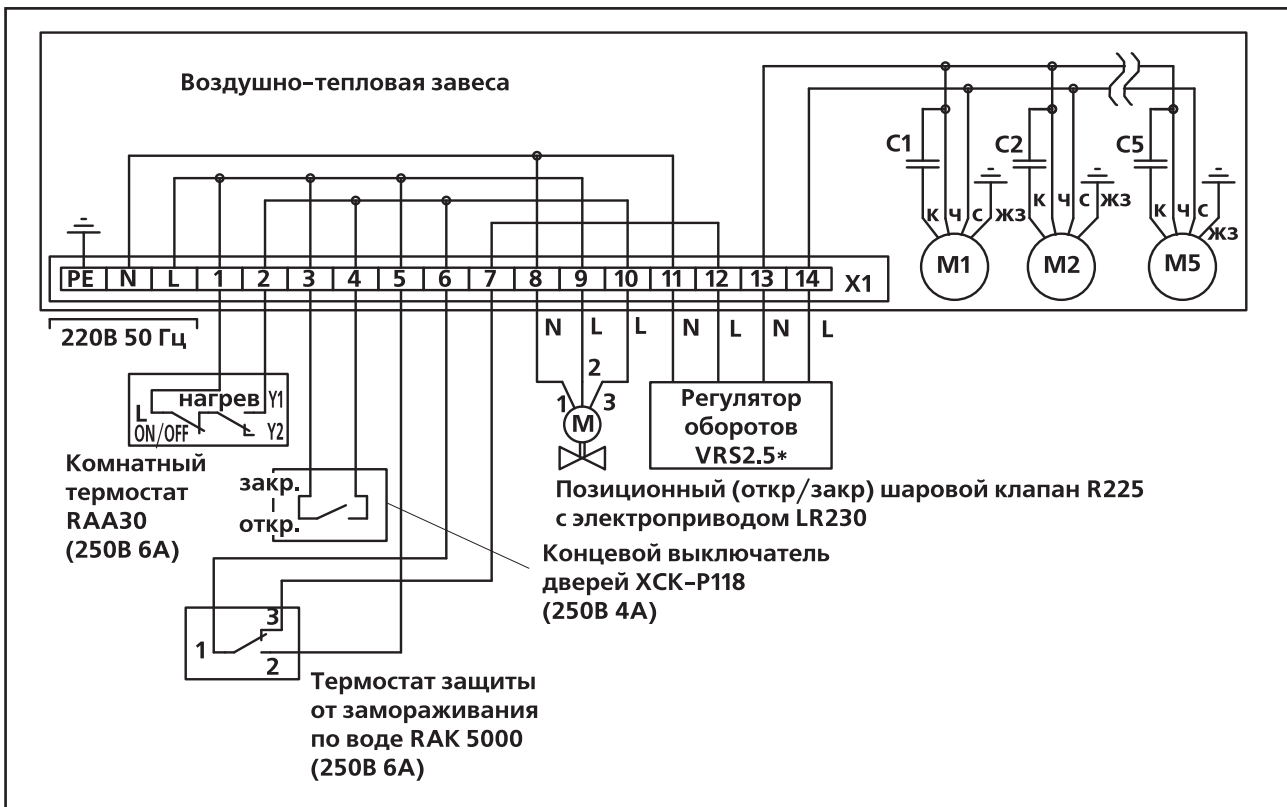 Воздушно-тепловая завеса
C1
C2
C5
К Ч С ЖЗ
К Ч С ЖЗ
К Ч С ЖЗ
M1
M2
M5
PE N L 1 2 3 4 5 6 7 8 9 10 11 12 13 14 X1
220В 50 Гц
N L L N L N L
нагрев Y1
L
ON/OFF Y2
2
1 3
M
Регулятор
оборотов
VRS2.5*
Комнатный
термостат
RAA30
(250В 6А)
закр.
откр.
Позиционный (откр/закр) шаровой клапан R225
с электроприводом LR230
Концевой выключатель
дверей XCK-P118
(250В 4А)
3
1
2
Термостат защиты
от замораживания
по воде RAK 5000
(250В 6А)